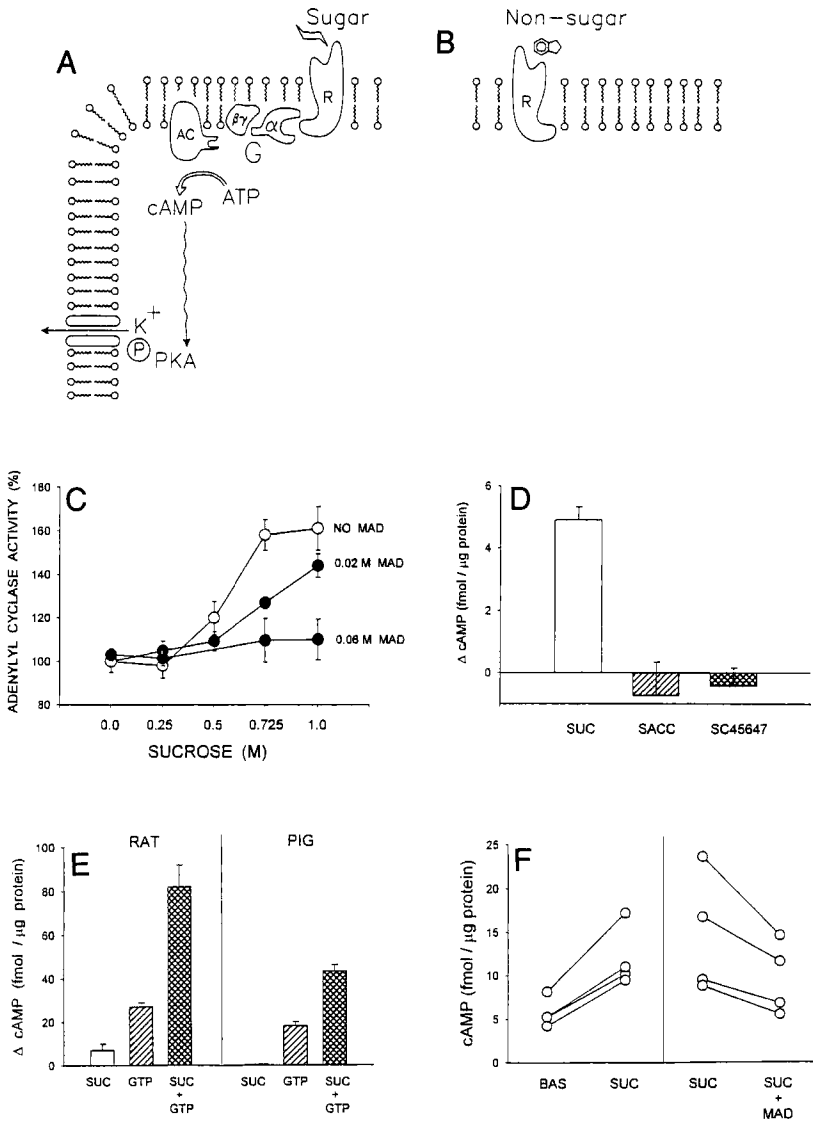 Sugar
A
AC
βγ
α
R
G
cAMP
ATP
K+
P
PKA
Non-sugar
B
R
C
ADENYLYL CYCLASE ACTIVITY (%)
180
160
140
120
100
80
NO MAD
0.02 M MAD
0.06 M MAD
0.0 0.25 0.5 0.725 1.0
SUCROSE (M)
D
Δ cAMP (fmol / μg protein)
6
4
2
0
SUC SACC SC45647
E
RAT PIG
Δ cAMP (fmol / μg protein)
100
80
60
40
20
0
SUC GTP SUC + GTP SUC GTP SUC + GTP
F
cAMP (fmol / μg protein)
25
20
15
10
5
0
BAS SUC SUC SUC + MAD